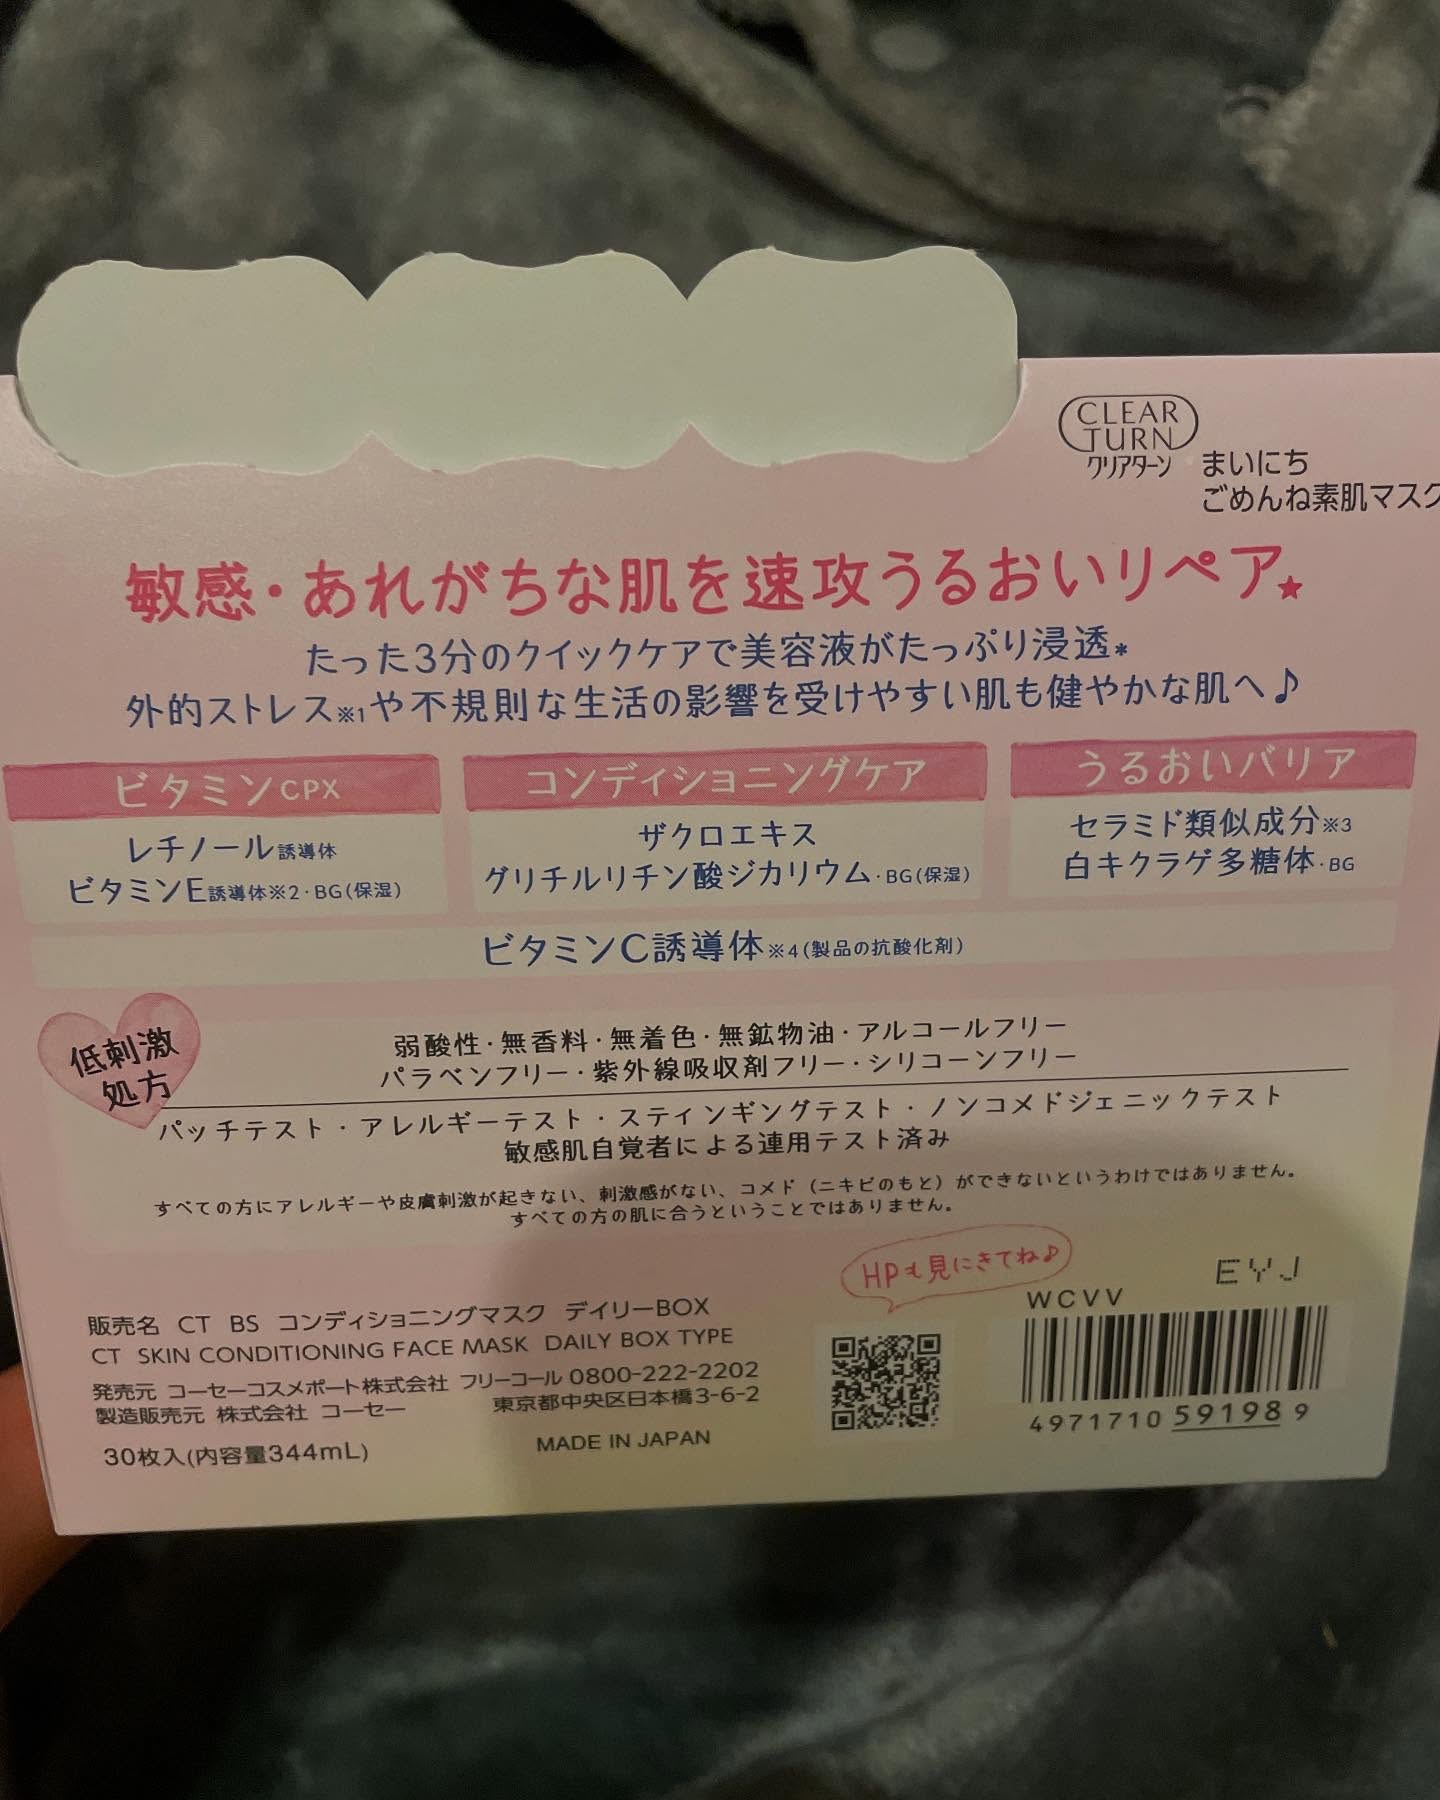 CLEAR
TURN
クリアターン
まいにち
ごめんね素肌マスク
敏感・あれがちな肌を速攻うるおいリペア★
たった3分のクイックケアで美容液がたっぷり浸透*
外的ストレス※1や不規則な生活の影響を受けやすい肌も健やかな肌へ♪
ビタミンCPX
レチノール誘導体
ビタミンE誘導体※2・BG(保湿)
コンディショニングケア
ザクロエキス
グリチルリチン酸ジカリウム・BG(保湿)
うるおいバリア
セラミド類似成分※3
白キクラゲ多糖体・BG
ビタミンC誘導体※4(製品の抗酸化剤)
低刺激
処方
弱酸性・無香料・無着色・無鉱物油・アルコールフリー
パラベンフリー・紫外線吸収剤フリー・シリコーンフリー
パッチテスト・アレルギーテスト・スティンギングテスト・ノンコメドジェニックテスト
敏感肌自覚者による連用テスト済み
すべての方にアレルギーや皮膚刺激が起きない、刺激感がない、コメド（ニキビのもと）ができないというわけではありません。
すべての方の肌に合うということではありません。
HPも見にきてね♪
EYJ
WCVV
販売名 CT BS コンディショニングマスク デイリーBOX
CT SKIN CONDITIONING FACE MASK DAILY BOX TYPE
発売元 コーセーコスメポート株式会社 フリーコール 0800-222-2202
製造販売元 株式会社 コーセー 東京都中央区日本橋3-6-2
30枚入(内容量344mL) MADE IN JAPAN
4971710 591989